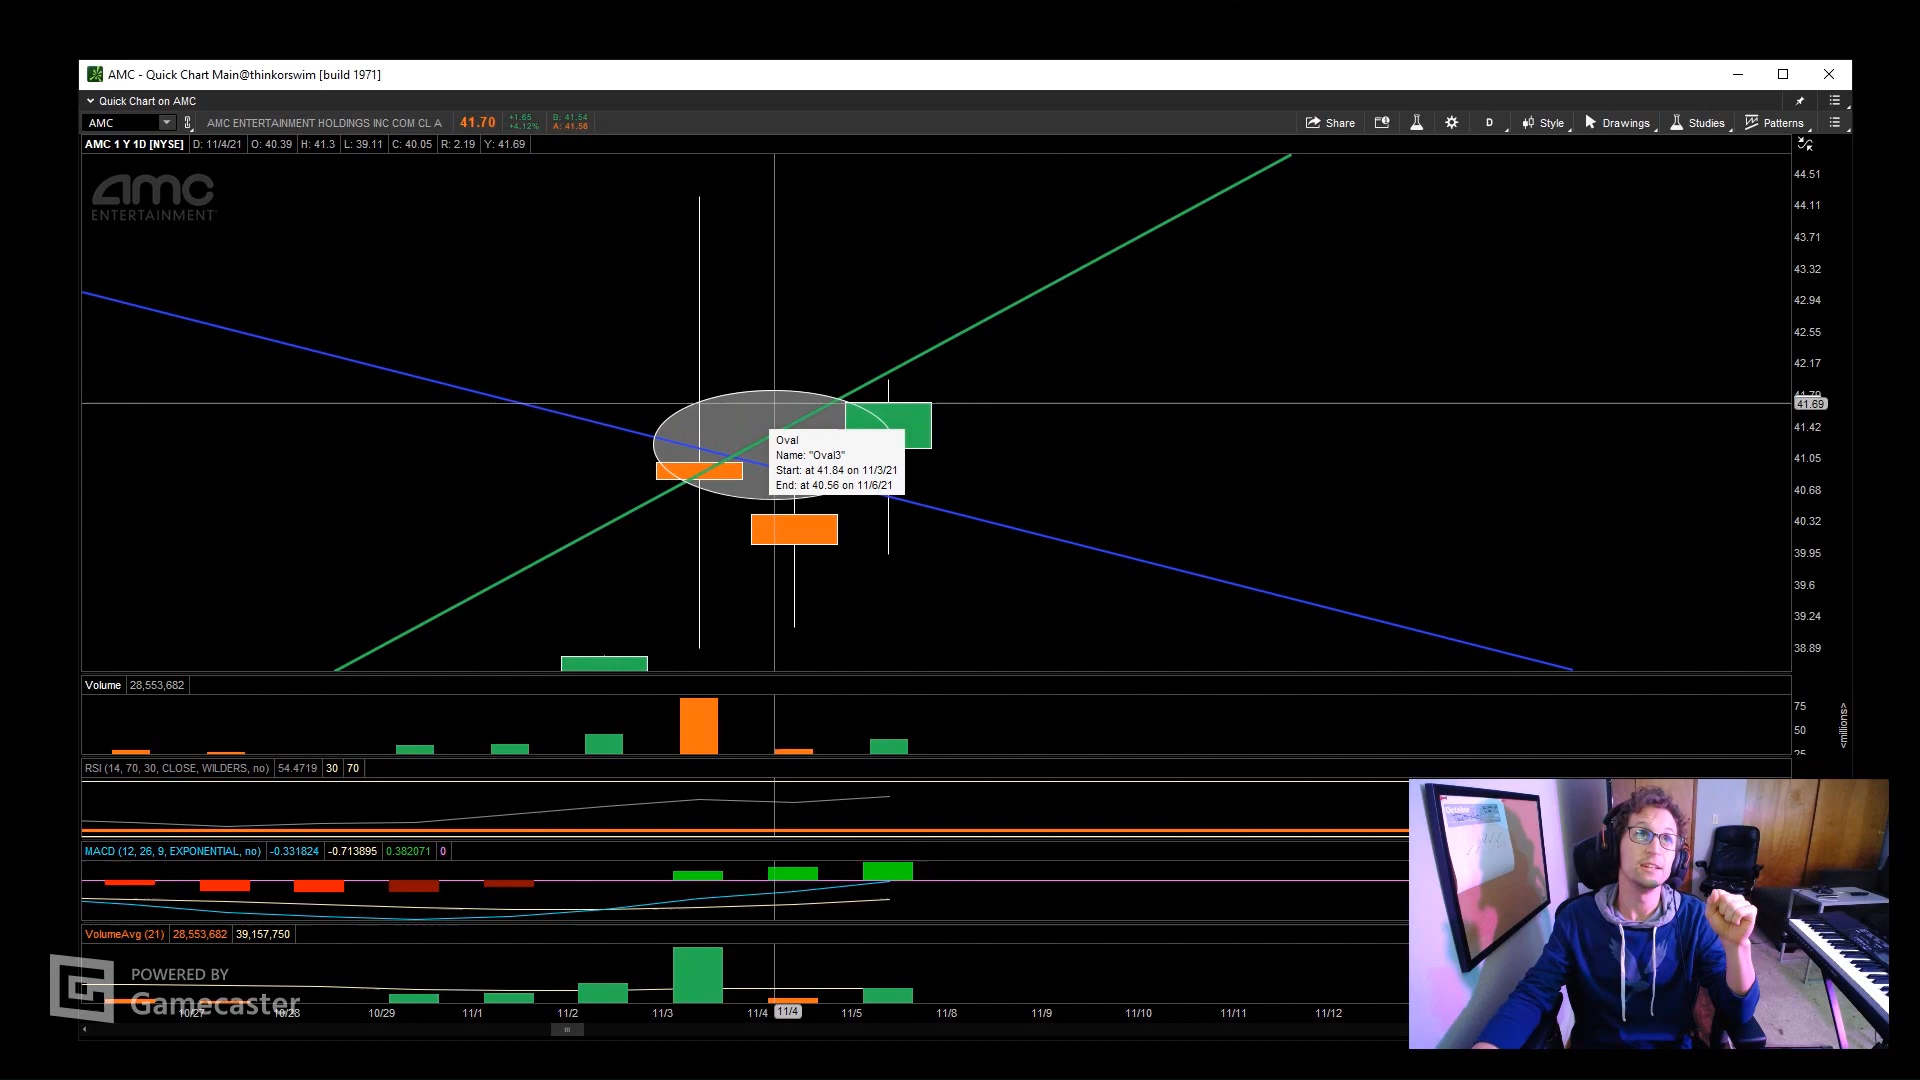 AMC - Quick Chart Main@thinkorswim [build 1971]
Quick Chart on AMC
AMC AMC ENTERTAINMENT HOLDINGS INC COM CL A 41.70 +1.65 +4.12% B: 41.54 A: 41.56 Share D Style Drawings Studies Patterns
AMC 1 Y 1D [NYSE] D: 11/4/21 O: 40.39 H: 41.3 L: 39.11 C: 40.05 R: 2.19 Y: 41.69
amc
ENTERTAINMENT
44.51
44.11
43.71
43.32
42.94
42.55
42.17
41.69
41.42
41.05
40.68
40.32
39.95
39.6
39.24
38.89
Oval
Name: "Oval3"
Start: at 41.84 on 11/3/21
End: at 40.56 on 11/6/21
Volume 28,553,682
75
50
25
<millions>
RSI (14, 70, 30, CLOSE, WILDERS, no) 54.4719 30 70
MACD (12, 26, 9, EXPONENTIAL, no) -0.331824 -0.713895 0.382071 0
VolumeAvg (21) 28,553,682 39,157,750
POWERED BY
Gamecaster
10/27 10/28 10/29 11/1 11/2 11/3 11/4 11/4 11/5 11/8 11/9 11/10 11/11 11/12
October